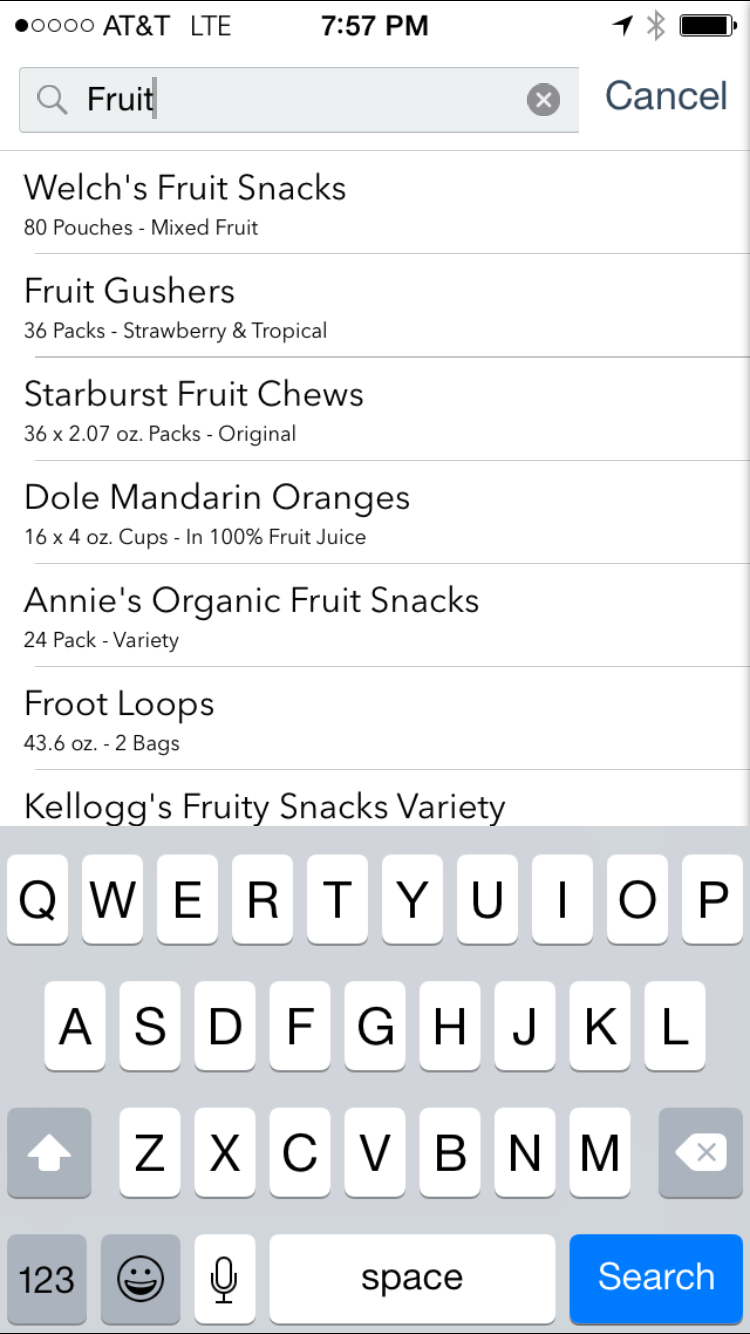 AT&T LTE 7:57 PM
Fruit Cancel
Welch's Fruit Snacks
80 Pouches - Mixed Fruit
Fruit Gushers
36 Packs - Strawberry & Tropical
Starburst Fruit Chews
36 x 2.07 oz. Packs - Original
Dole Mandarin Oranges
16 x 4 oz. Cups - In 100% Fruit Juice
Annie's Organic Fruit Snacks
24 Pack - Variety
Froot Loops
43.6 oz. - 2 Bags
Kellogg's Fruity Snacks Variety
Q W E R T Y U I O P
A S D F G H J K L
Z X C V B N M
123 space Search